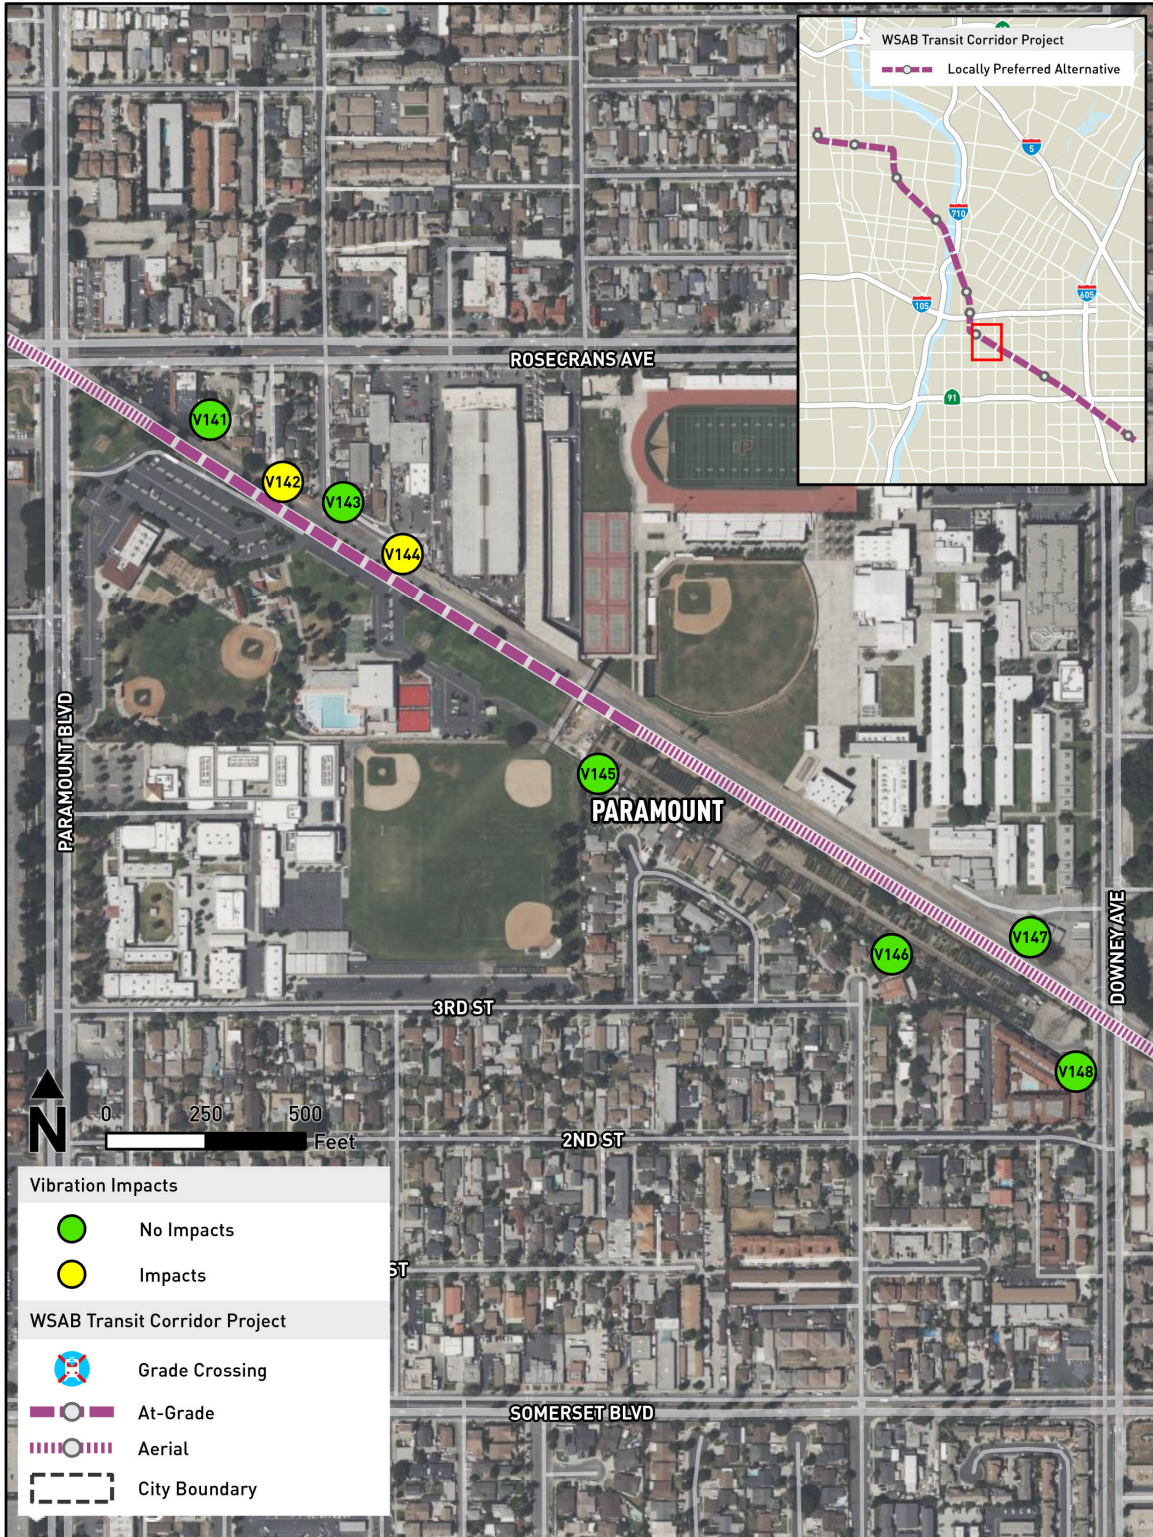 WSAB Transit Corridor Project
Locally Preferred Alternative
5
710
105
605
91
ROSECRANS AVE
P
V141
V142
V143
V144
PARAMOUNT BLVD
V145
PARAMOUNT
V146
V147
DOWNEY AVE
3RD ST
V148
N
0 250 500
Feet
2ND ST
ST
SOMERSET BLVD
Vibration Impacts
No Impacts
Impacts
WSAB Transit Corridor Project
Grade Crossing
At-Grade
Aerial
City Boundary